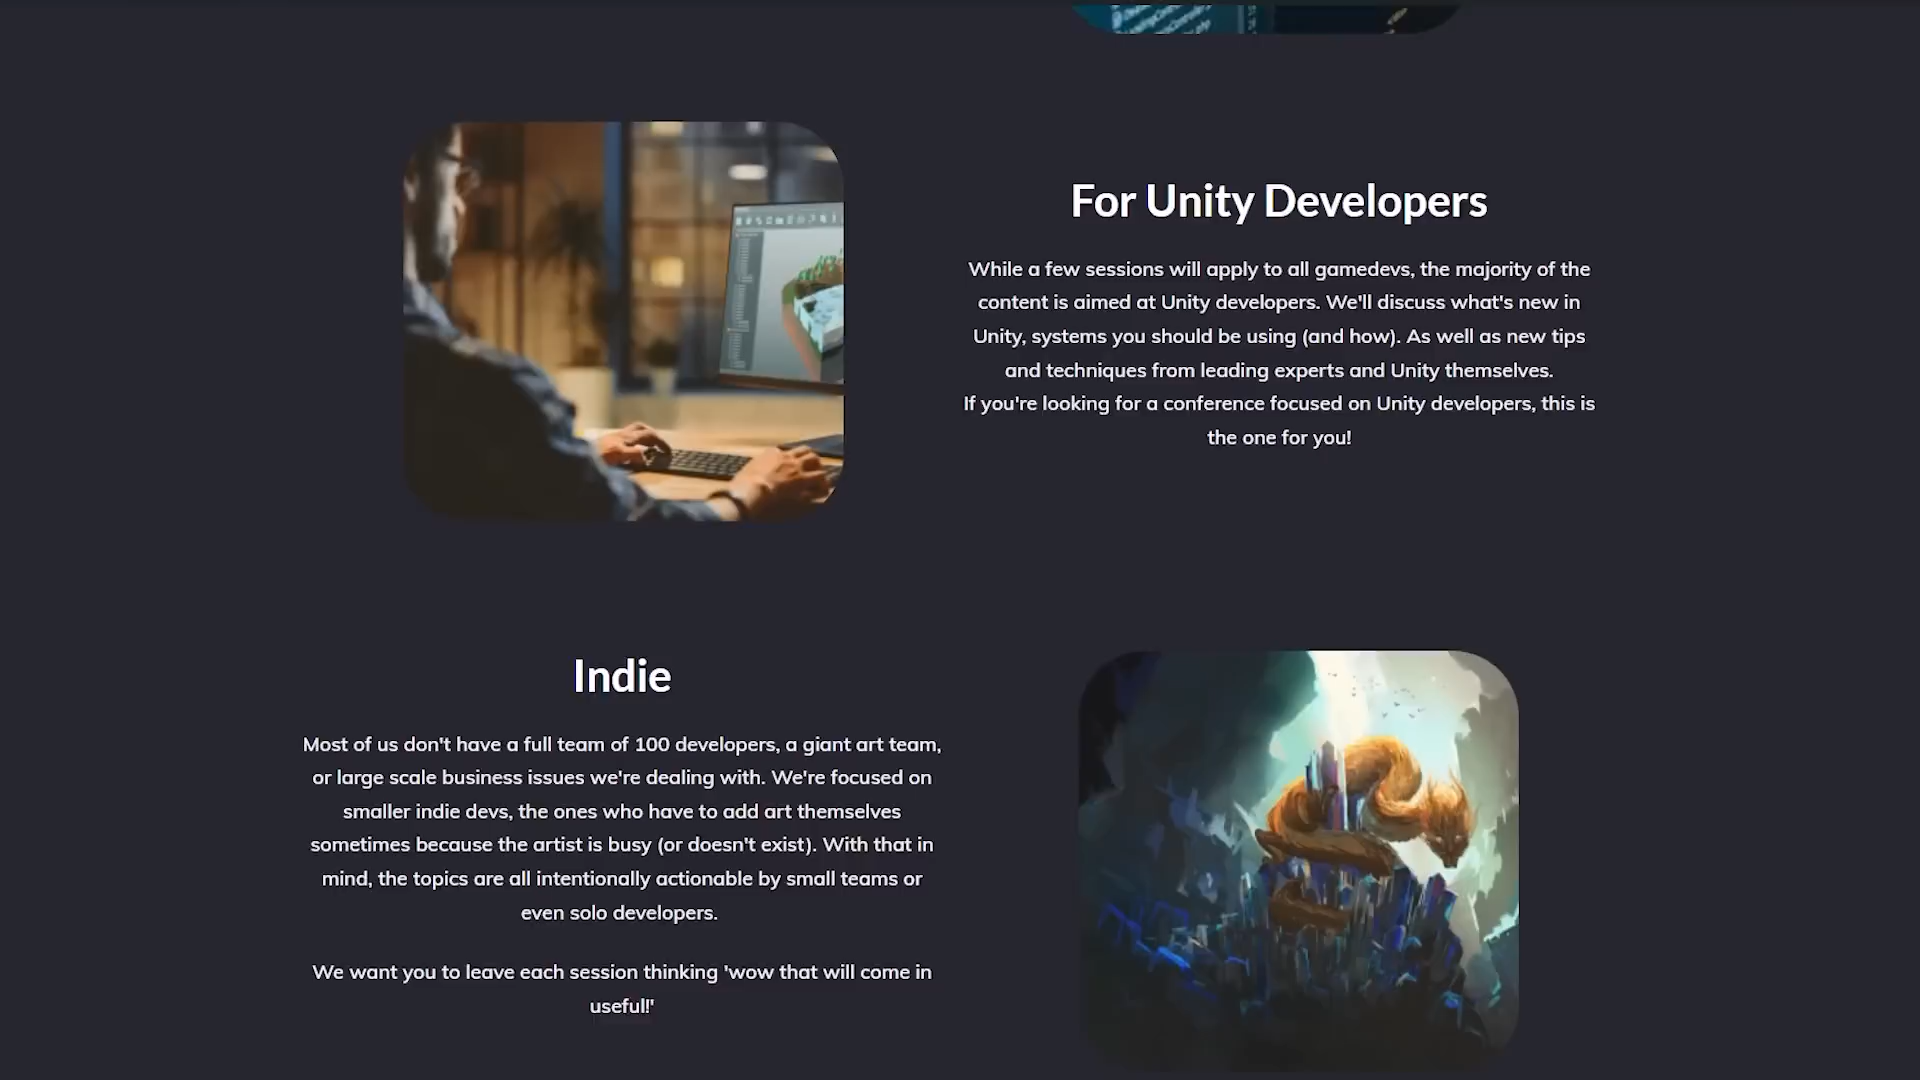 For Unity Developers
While a few sessions will apply to all gamedevs, the majority of the
content is aimed at Unity developers. We'll discuss what's new in
Unity, systems you should be using (and how). As well as new tips
and techniques from leading experts and Unity themselves.
If you're looking for a conference focused on Unity developers, this is
the one for you!
Indie
Most of us don't have a full team of 100 developers, a giant art team,
or large scale business issues we're dealing with. We're focused on
smaller indie devs, the ones who have to add art themselves
sometimes because the artist is busy (or doesn't exist). With that in
mind, the topics are all intentionally actionable by small teams or
even solo developers.
We want you to leave each session thinking 'wow that will come in
useful!'